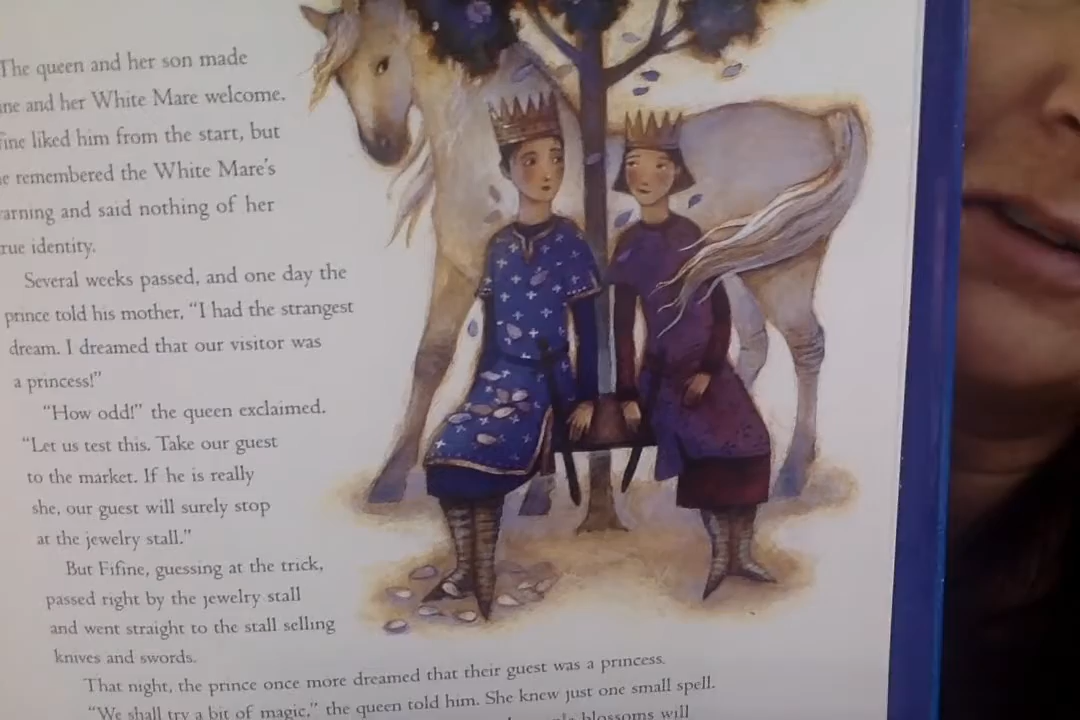 The queen and her son made
and her White Mare welcome.
liked him from the start, but
remembered the White Mare's
and said nothing of her
identity.
Several weeks passed, and one day the
prince told his mother, “I had the strangest
dream. I dreamed that our visitor was
a princess!”
“How odd!” the queen exclaimed.
“Let us test this. Take our guest
to the market. If he is really
she, our guest will surely stop
at the jewelry stall.”
But Fifine, guessing at the trick,
passed right by the jewelry stall
and went straight to the stall selling
knives and swords.
That night, the prince once more dreamed that their guest was a princess.
“We shall try a bit of magic,” the queen told him. She knew just one small spell.
blossoms will